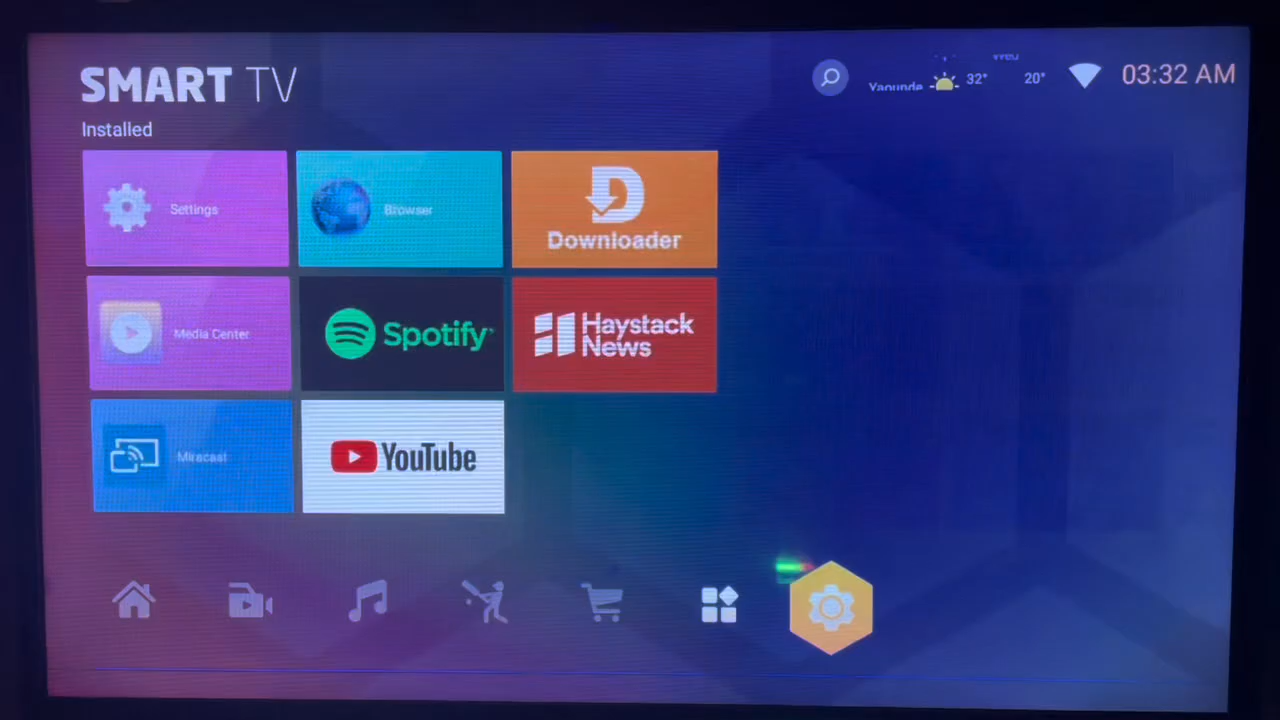 SMART TV
Wed
Yaounde 32° 20° 03:32 AM
Installed
Settings
Browser
D
Downloader
Media Center
Spotify
Haystack
News
Miracast
YouTube